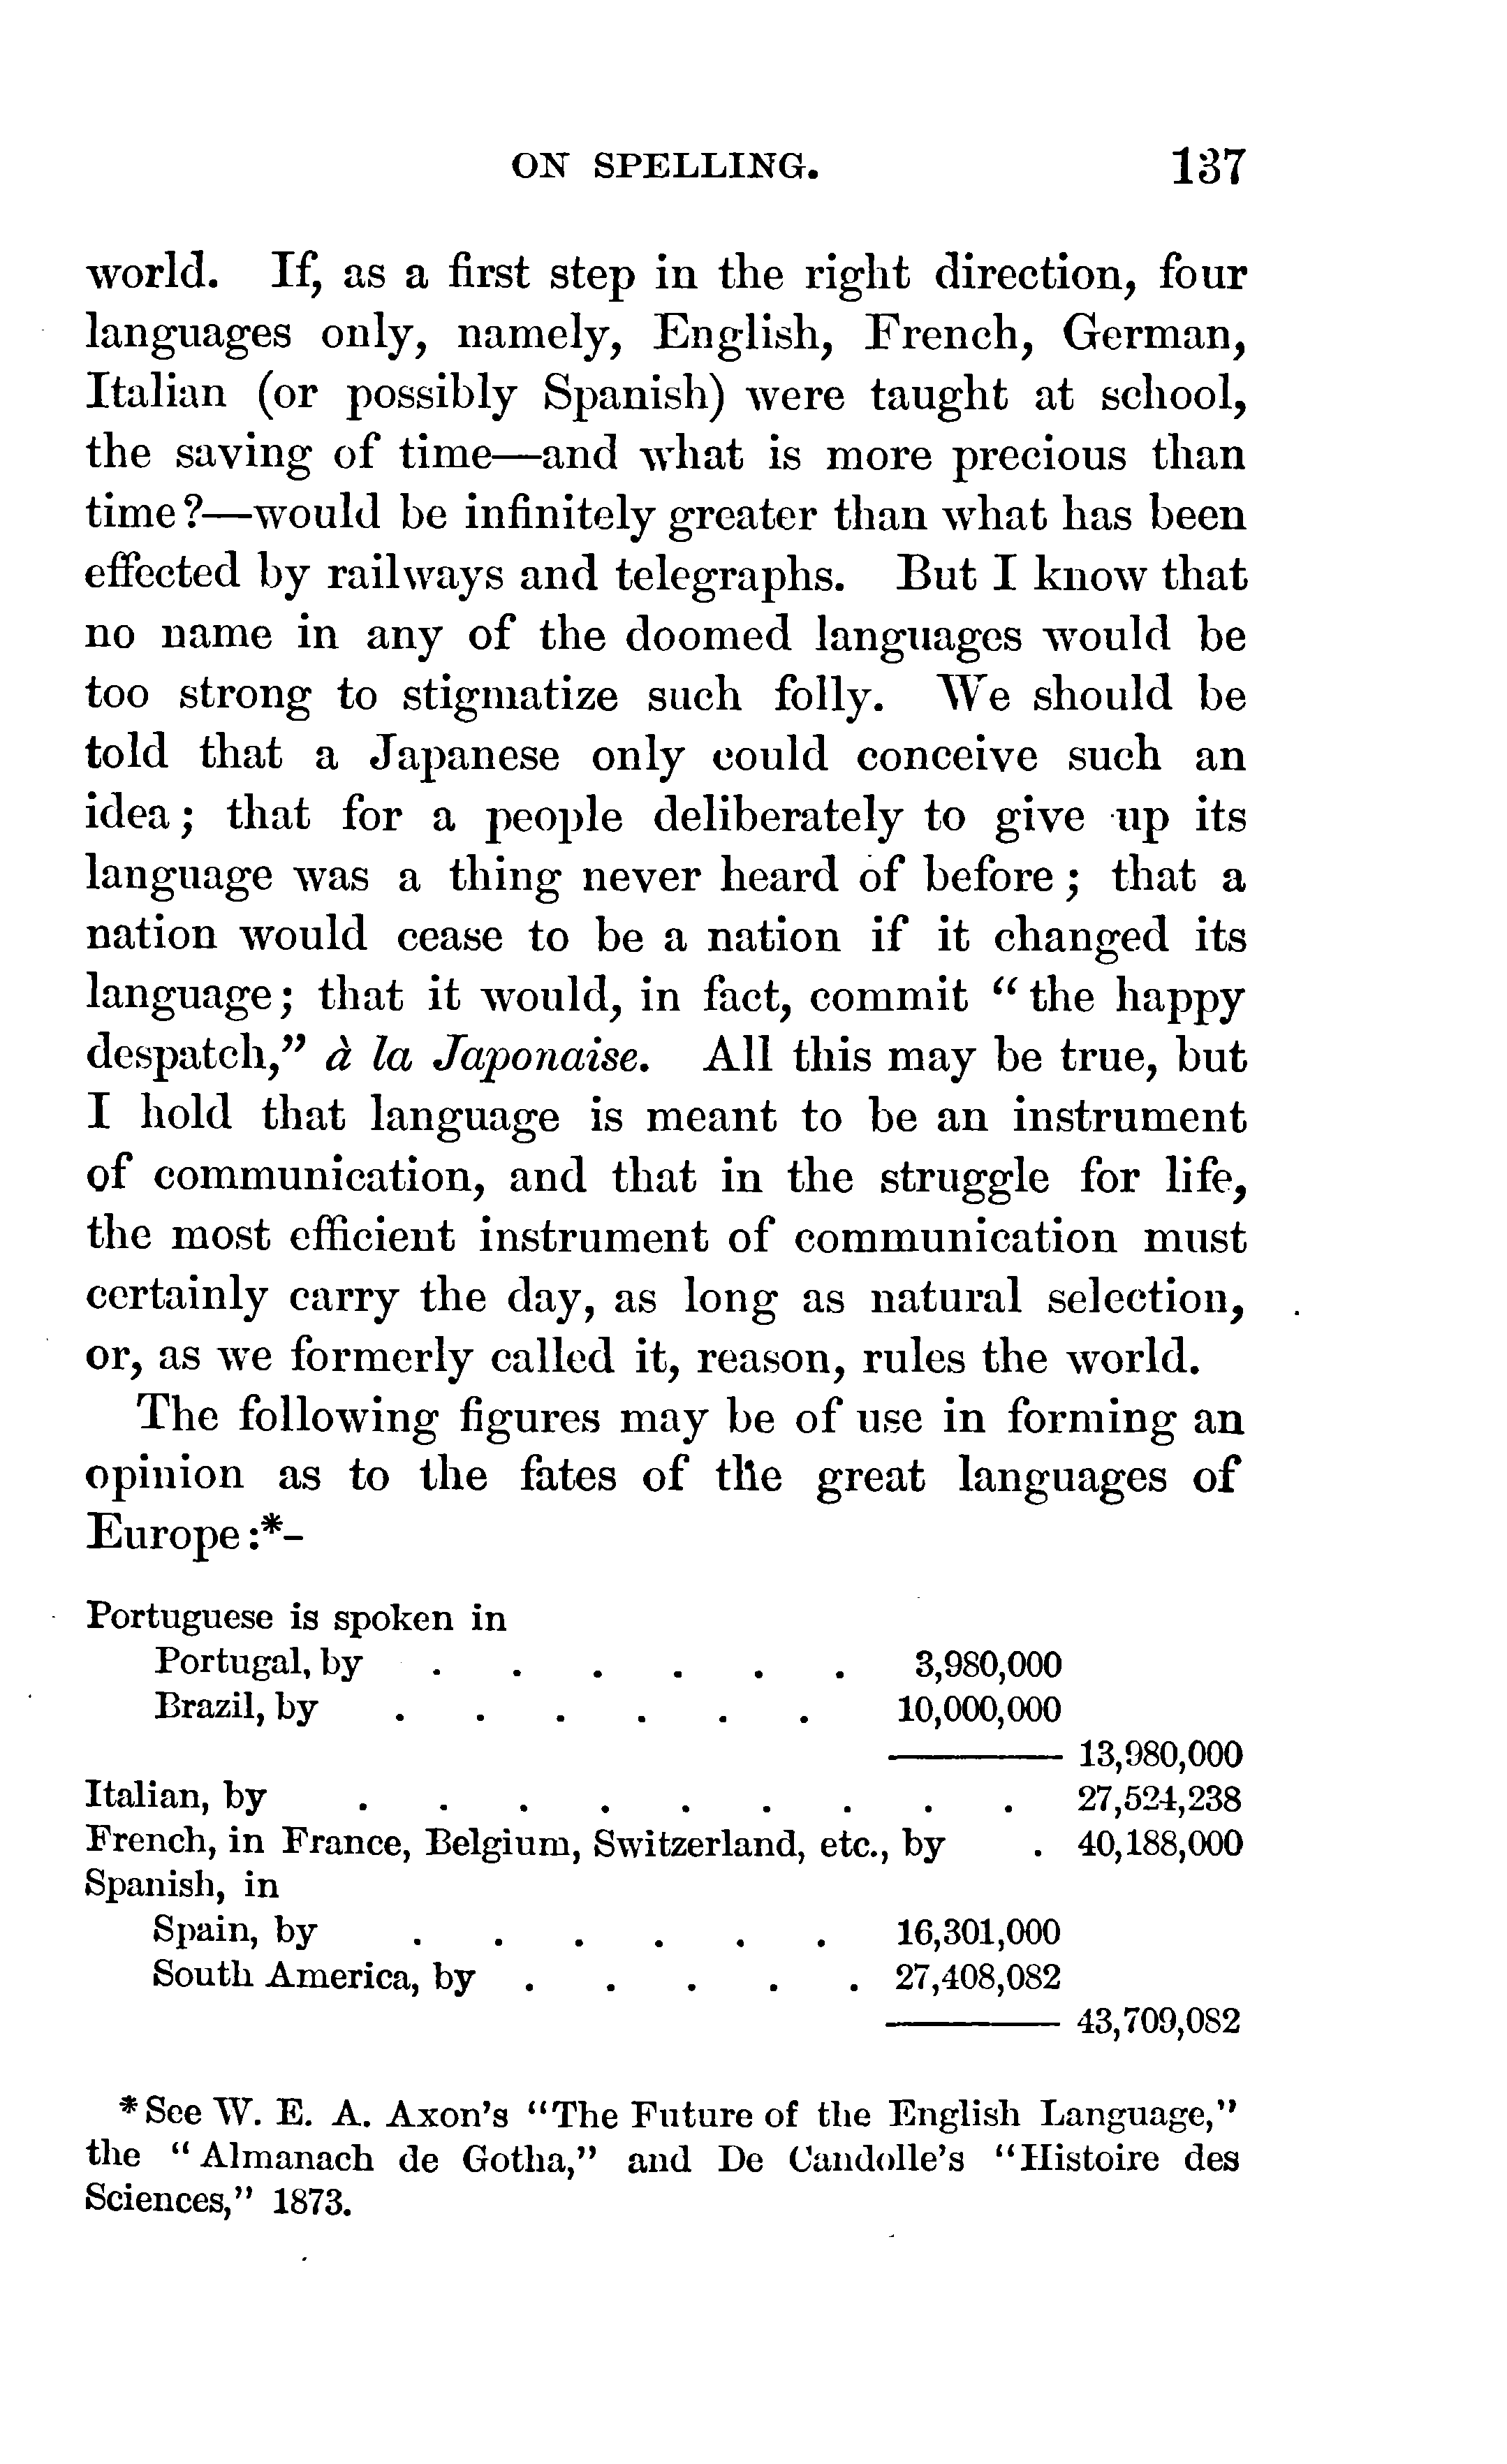 ON SPELLING. 137
world. If, as a first step in the right direction, four
languages only, namely, English, French, German,
Italian (or possibly Spanish) were taught at school,
the saving of time—and what is more precious than
time?—would be infinitely greater than what has been
effected by railways and telegraphs. But I know that
no name in any of the doomed languages would be
too strong to stigmatize such folly. We should be
told that a Japanese only could conceive such an
idea; that for a people deliberately to give up its
language was a thing never heard of before; that a
nation would cease to be a nation if it changed its
language; that it would, in fact, commit “the happy
despatch,” à la Japonaise. All this may be true, but
I hold that language is meant to be an instrument
of communication, and that in the struggle for life,
the most efficient instrument of communication must
certainly carry the day, as long as natural selection,
or, as we formerly called it, reason, rules the world.
The following figures may be of use in forming an
opinion as to the fates of the great languages of
Europe:*-
Portuguese is spoken in
Portugal, by . . . . . . 3,980,000
Brazil, by . . . . . . 10,000,000
——— 13,980,000
Italian, by . . . . . . . . . 27,524,238
French, in France, Belgium, Switzerland, etc., by . 40,188,000
Spanish, in
Spain, by . . . . . . 16,301,000
South America, by . . . . . 27,408,082
——— 43,709,082
*See W. E. A. Axon's “The Future of the English Language,”
the “Almanach de Gotha,” and De Candolle's “Histoire des
Sciences,” 1873.